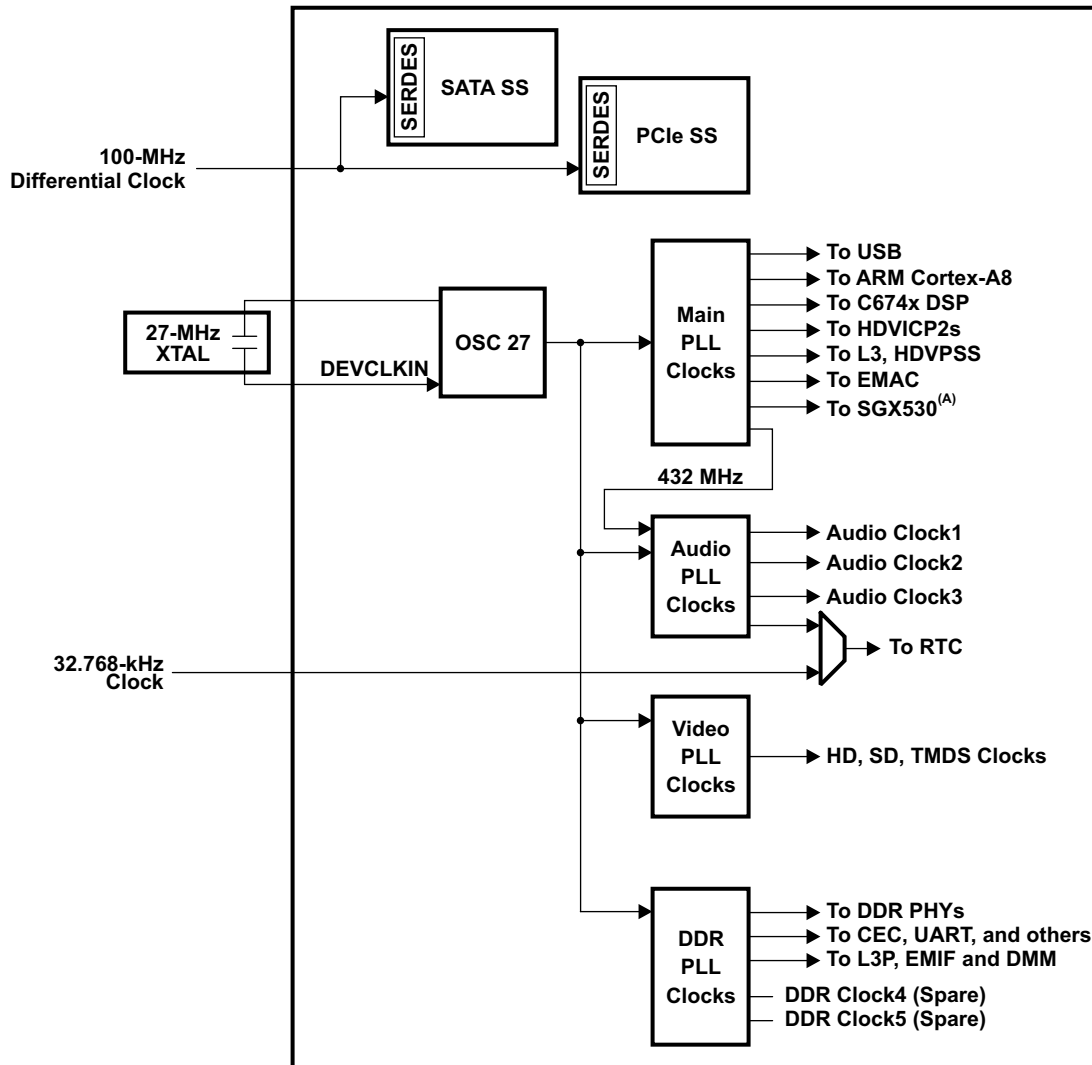 SERDES
SATA SS
SERDES
PCIe SS
100-MHz
Differential Clock
27-MHz
XTAL
DEVCLKIN
OSC 27
Main
PLL
Clocks
To USB
To ARM Cortex-A8
To C674x DSP
To HDVICP2s
To L3, HDVPSS
To EMAC
To SGX530(A)
432 MHz
Audio
PLL
Clocks
Audio Clock1
Audio Clock2
Audio Clock3
To RTC
32.768-kHz
Clock
Video
PLL
Clocks
HD, SD, TMDS Clocks
DDR
PLL
Clocks
To DDR PHYs
To CEC, UART, and others
To L3P, EMIF and DMM
DDR Clock4 (Spare)
DDR Clock5 (Spare)